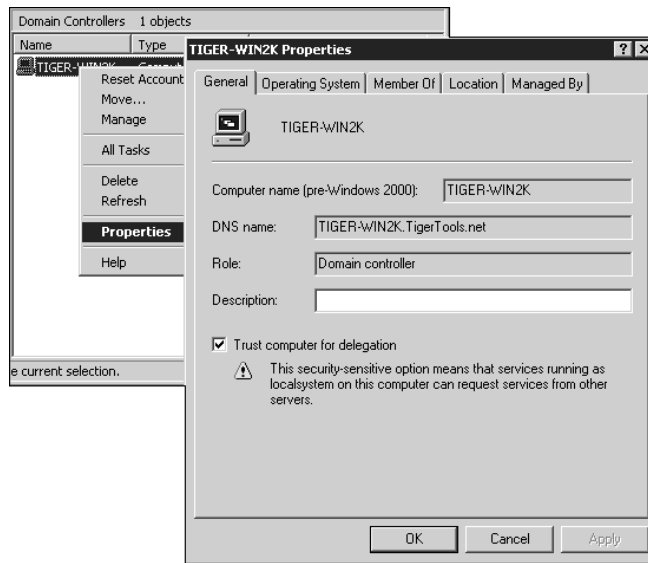 Domain Controllers 1 objects
Name Type
TIGER-WIN2K
Reset Account
Move...
Manage
All Tasks
Delete
Refresh
Properties
Help
e current selection.
TIGER-WIN2K Properties
General Operating System Member Of Location Managed By
TIGER-WIN2K
Computer name (pre-Windows 2000): TIGER-WIN2K
DNS name: TIGER-WIN2K.TigerTools.net
Role: Domain controller
Description:
Trust computer for delegation
This security-sensitive option means that services running as
localsystem on this computer can request services from other
servers.
OK Cancel Apply